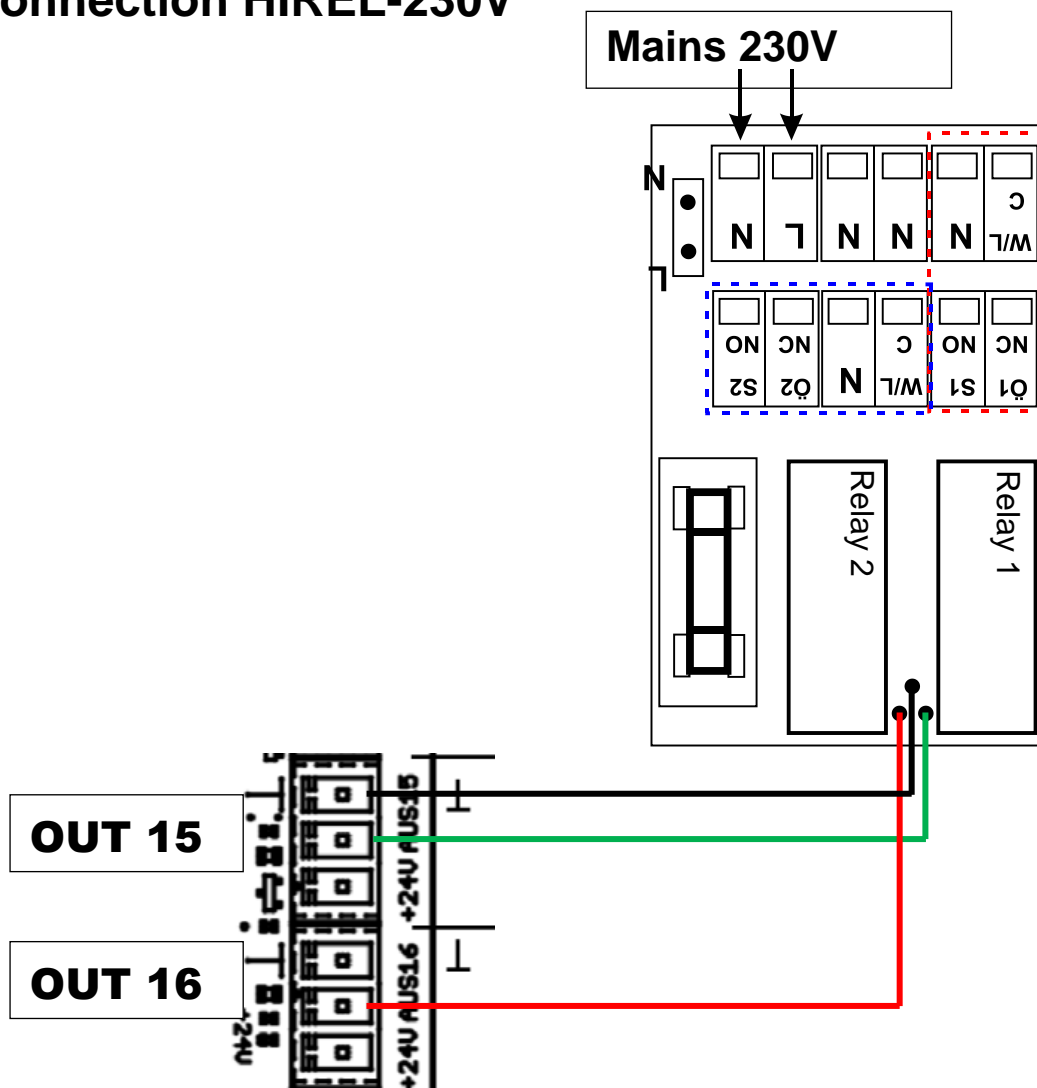 onnection HIREL-230V
Mains 230V
N
L
N L N N N C
W/L
NO NC C NO NC
S2 Ö2 N W/L S1 Ö1
Relay 2
Relay 1
OUT 15
AUS15
+24V
OUT 16
AUS16
+24V
+24V